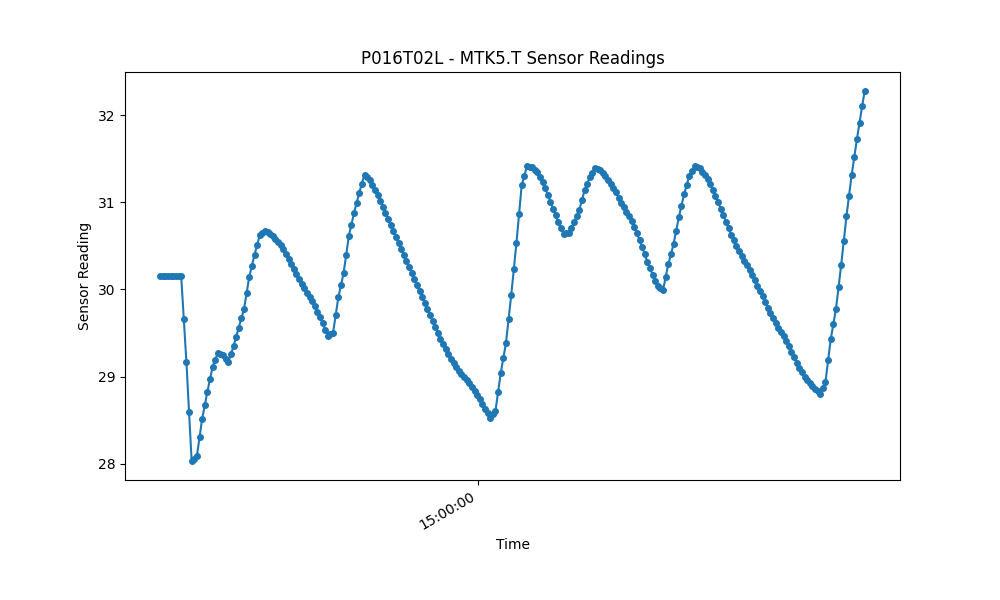 P016T02L - MTK5.T Sensor Readings
32
31
30
29
28
Sensor Reading
15:00:00
Time